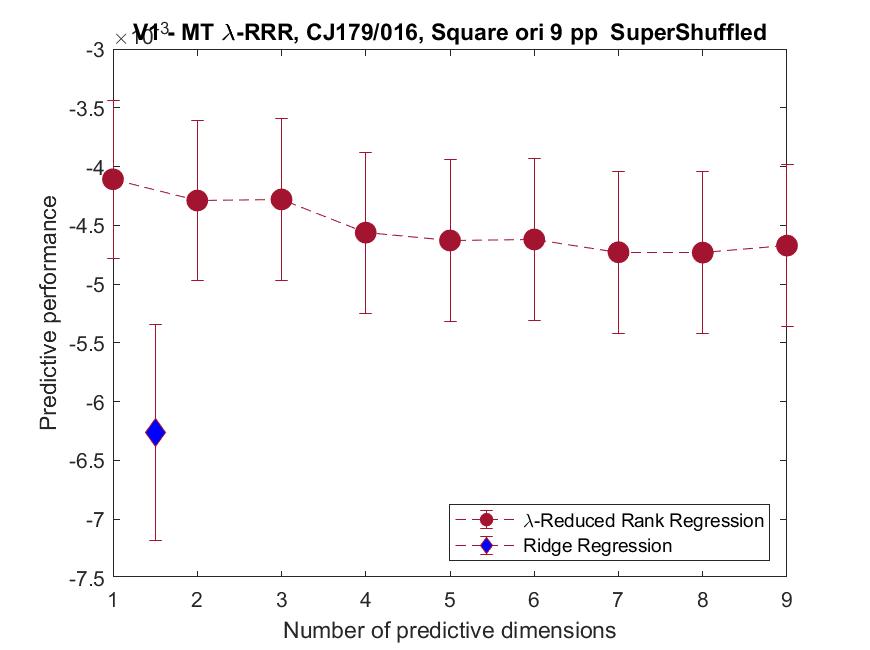 V1 - MT λ-RRR, CJ179/016, Square ori 9 pp SuperShuffled
-3
-3.5
-4
-4.5
-5
-5.5
-6
-6.5
-7
-7.5
Predictive performance
λ-Reduced Rank Regression
Ridge Regression
1 2 3 4 5 6 7 8 9
Number of predictive dimensions